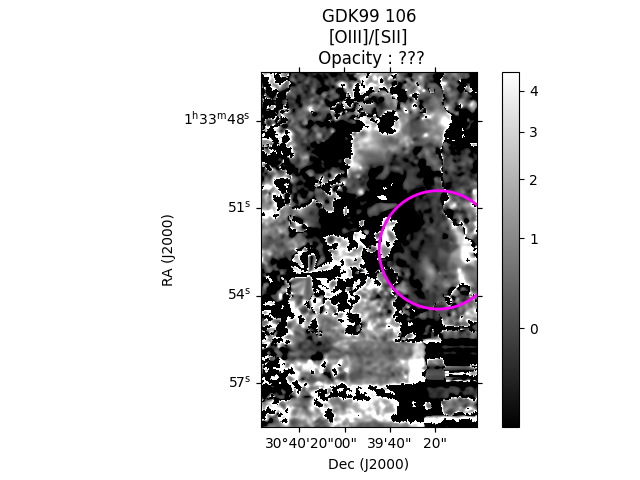 GDK99 106
[OIII]/[SII]
Opacity : ???
1ʰ33ᵐ48ˢ
51ˢ
54ˢ
57ˢ
RA (J2000)
30°40'20"00" 39'40" 20"
Dec (J2000)
4
3
2
1
0